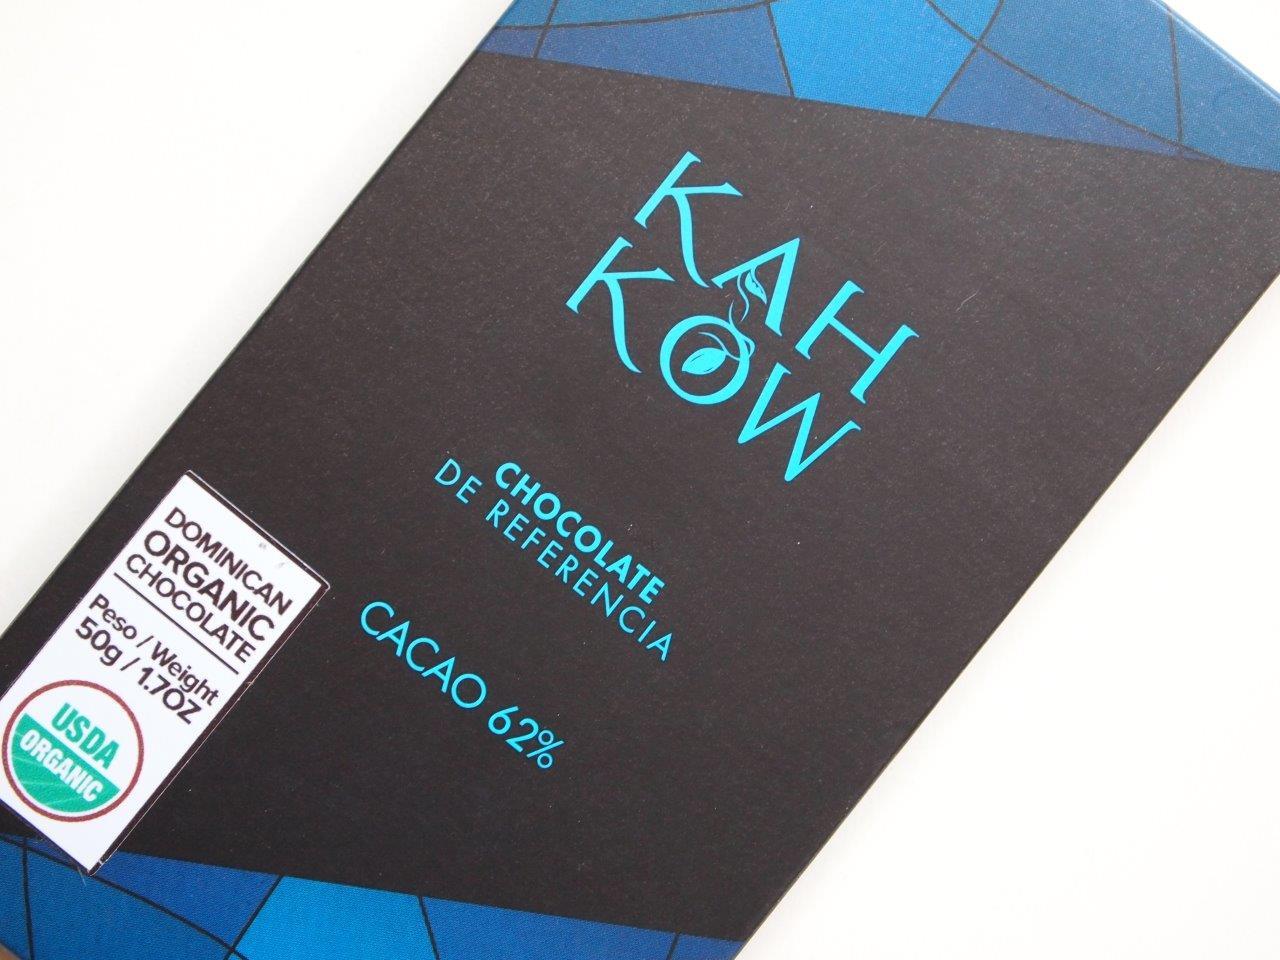 KAH
KOW
CHOCOLATE
DE REFERENCIA
CACAO 62%
DOMINICAN
ORGANIC
CHOCOLATE
Peso / Weight
50g / 1.7OZ
USDA
ORGANIC